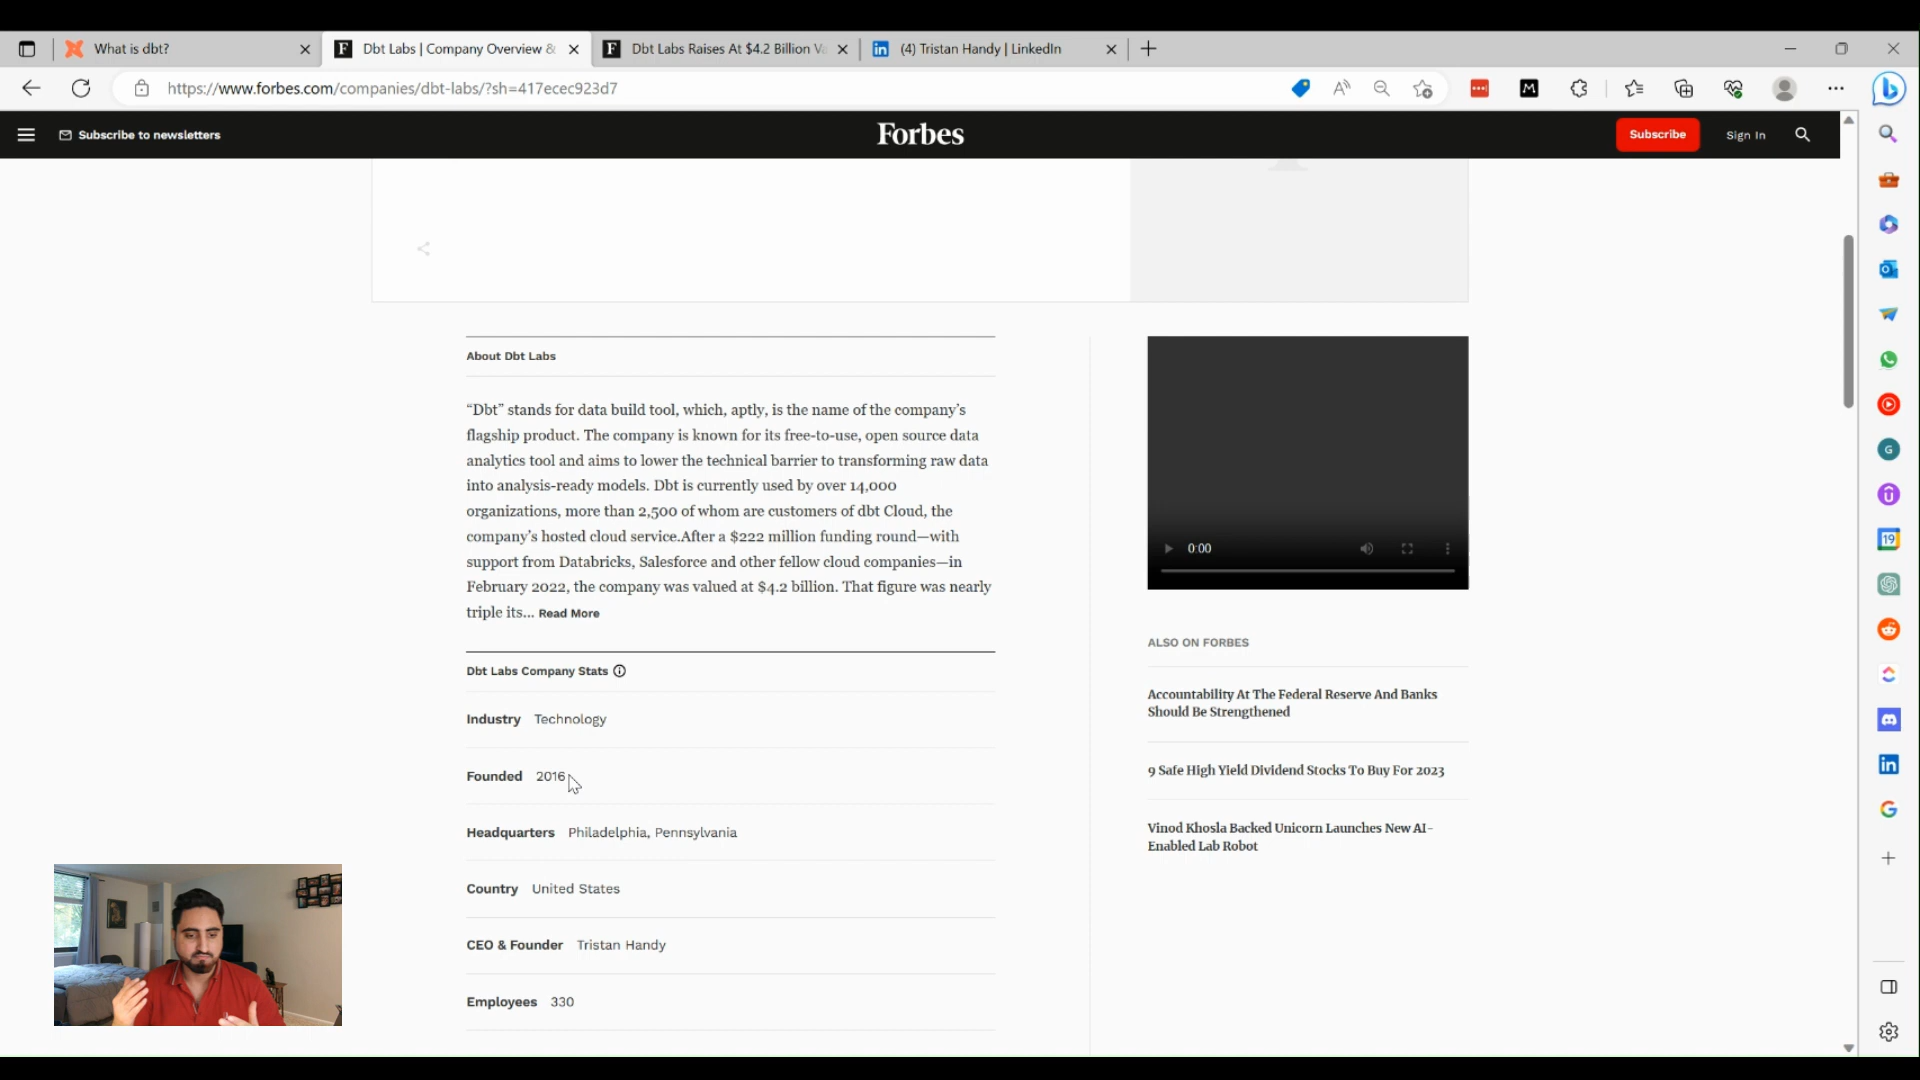 What is dbt?
Dbt Labs | Company Overview &
Dbt Labs Raises At $4.2 Billion V
(4) Tristan Handy | LinkedIn
https://www.forbes.com/companies/dbt-labs/?sh=417ecec923d7
Subscribe to newsletters
Forbes
Subscribe
Sign In
About Dbt Labs
“Dbt” stands for data build tool, which, aptly, is the name of the company’s
flagship product. The company is known for its free-to-use, open source data
analytics tool and aims to lower the technical barrier to transforming raw data
into analysis-ready models. Dbt is currently used by over 14,000
organizations, more than 2,500 of whom are customers of dbt Cloud, the
company’s hosted cloud service.After a $222 million funding round—with
support from Databricks, Salesforce and other fellow cloud companies—in
February 2022, the company was valued at $4.2 billion. That figure was nearly
triple its... Read More
Dbt Labs Company Stats
Industry Technology
Founded 2016
Headquarters Philadelphia, Pennsylvania
Country United States
CEO & Founder Tristan Handy
Employees 330
0:00
ALSO ON FORBES
Accountability At The Federal Reserve And Banks
Should Be Strengthened
9 Safe High Yield Dividend Stocks To Buy For 2023
Vinod Khosla Backed Unicorn Launches New AI-
Enabled Lab Robot
19